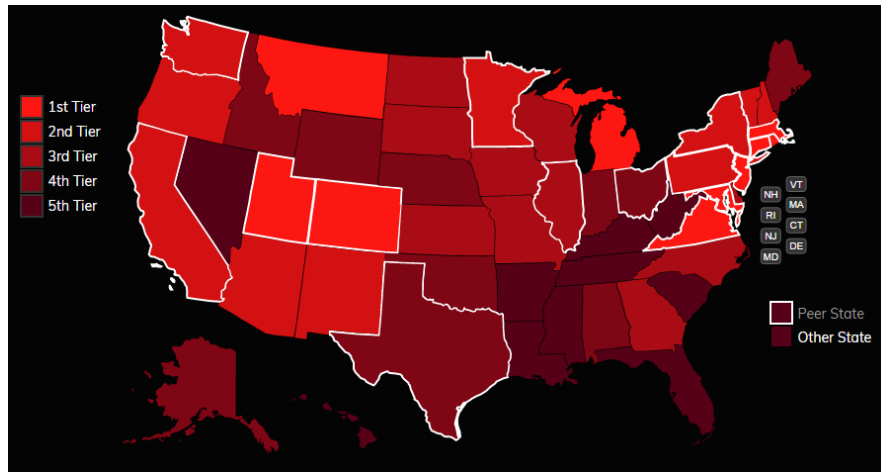 1st Tier
2nd Tier
3rd Tier
4th Tier
5th Tier
VT
NH
MA
RI
CT
NJ
DE
MD
Peer State
Other State